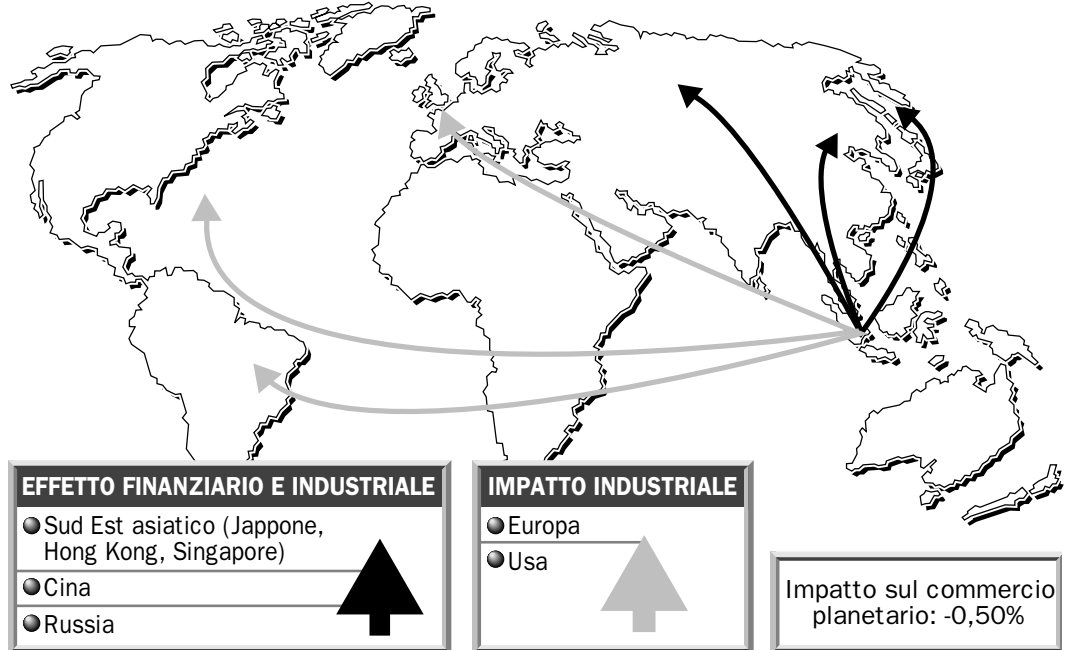 EFFETTO FINANZIARIO E INDUSTRIALE
Sud Est asiatico (Jappone,
Hong Kong, Singapore)
Cina
Russia
IMPATTO INDUSTRIALE
Europa
Usa
Impatto sul commercio
planetario: -0,50%